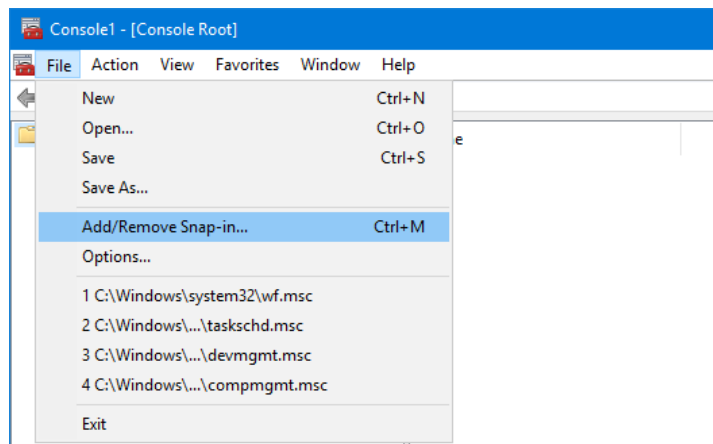 Console1 - [Console Root]
File Action View Favorites Window Help
New Ctrl+N
Open... Ctrl+O
Save Ctrl+S
Save As...
Add/Remove Snap-in... Ctrl+M
Options...
1 C:\Windows\system32\wf.msc
2 C:\Windows\...\taskschd.msc
3 C:\Windows\...\devmgmt.msc
4 C:\Windows\...\compmgmt.msc
Exit